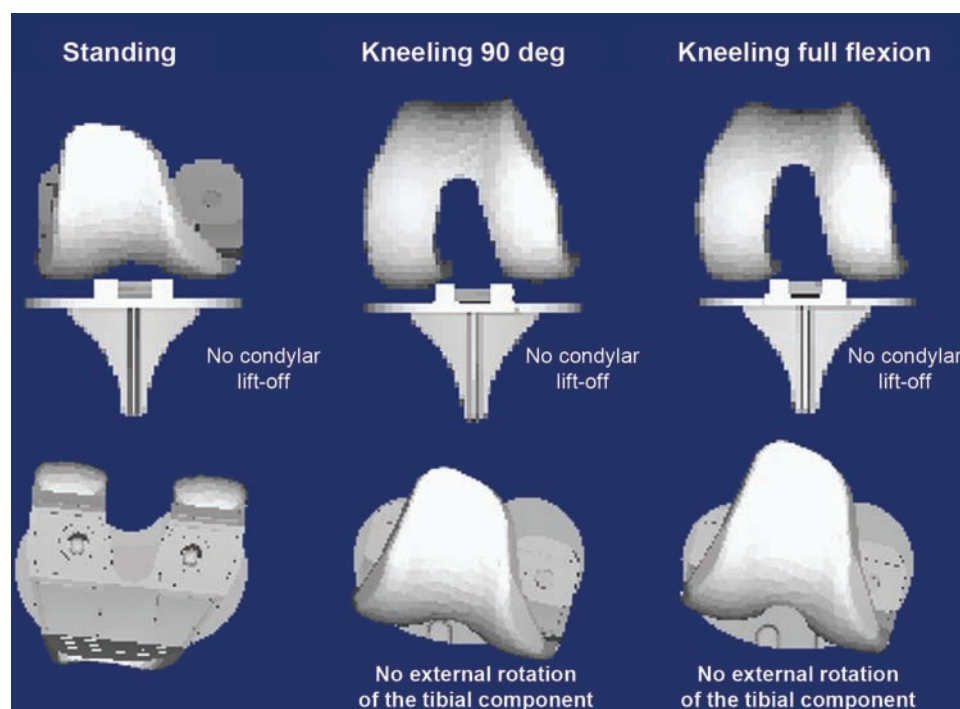 Standing
Kneeling 90 deg
Kneeling full flexion
No condylar
lift-off
No condylar
lift-off
No condylar
lift-off
No external rotation
of the tibial component
No external rotation
of the tibial component